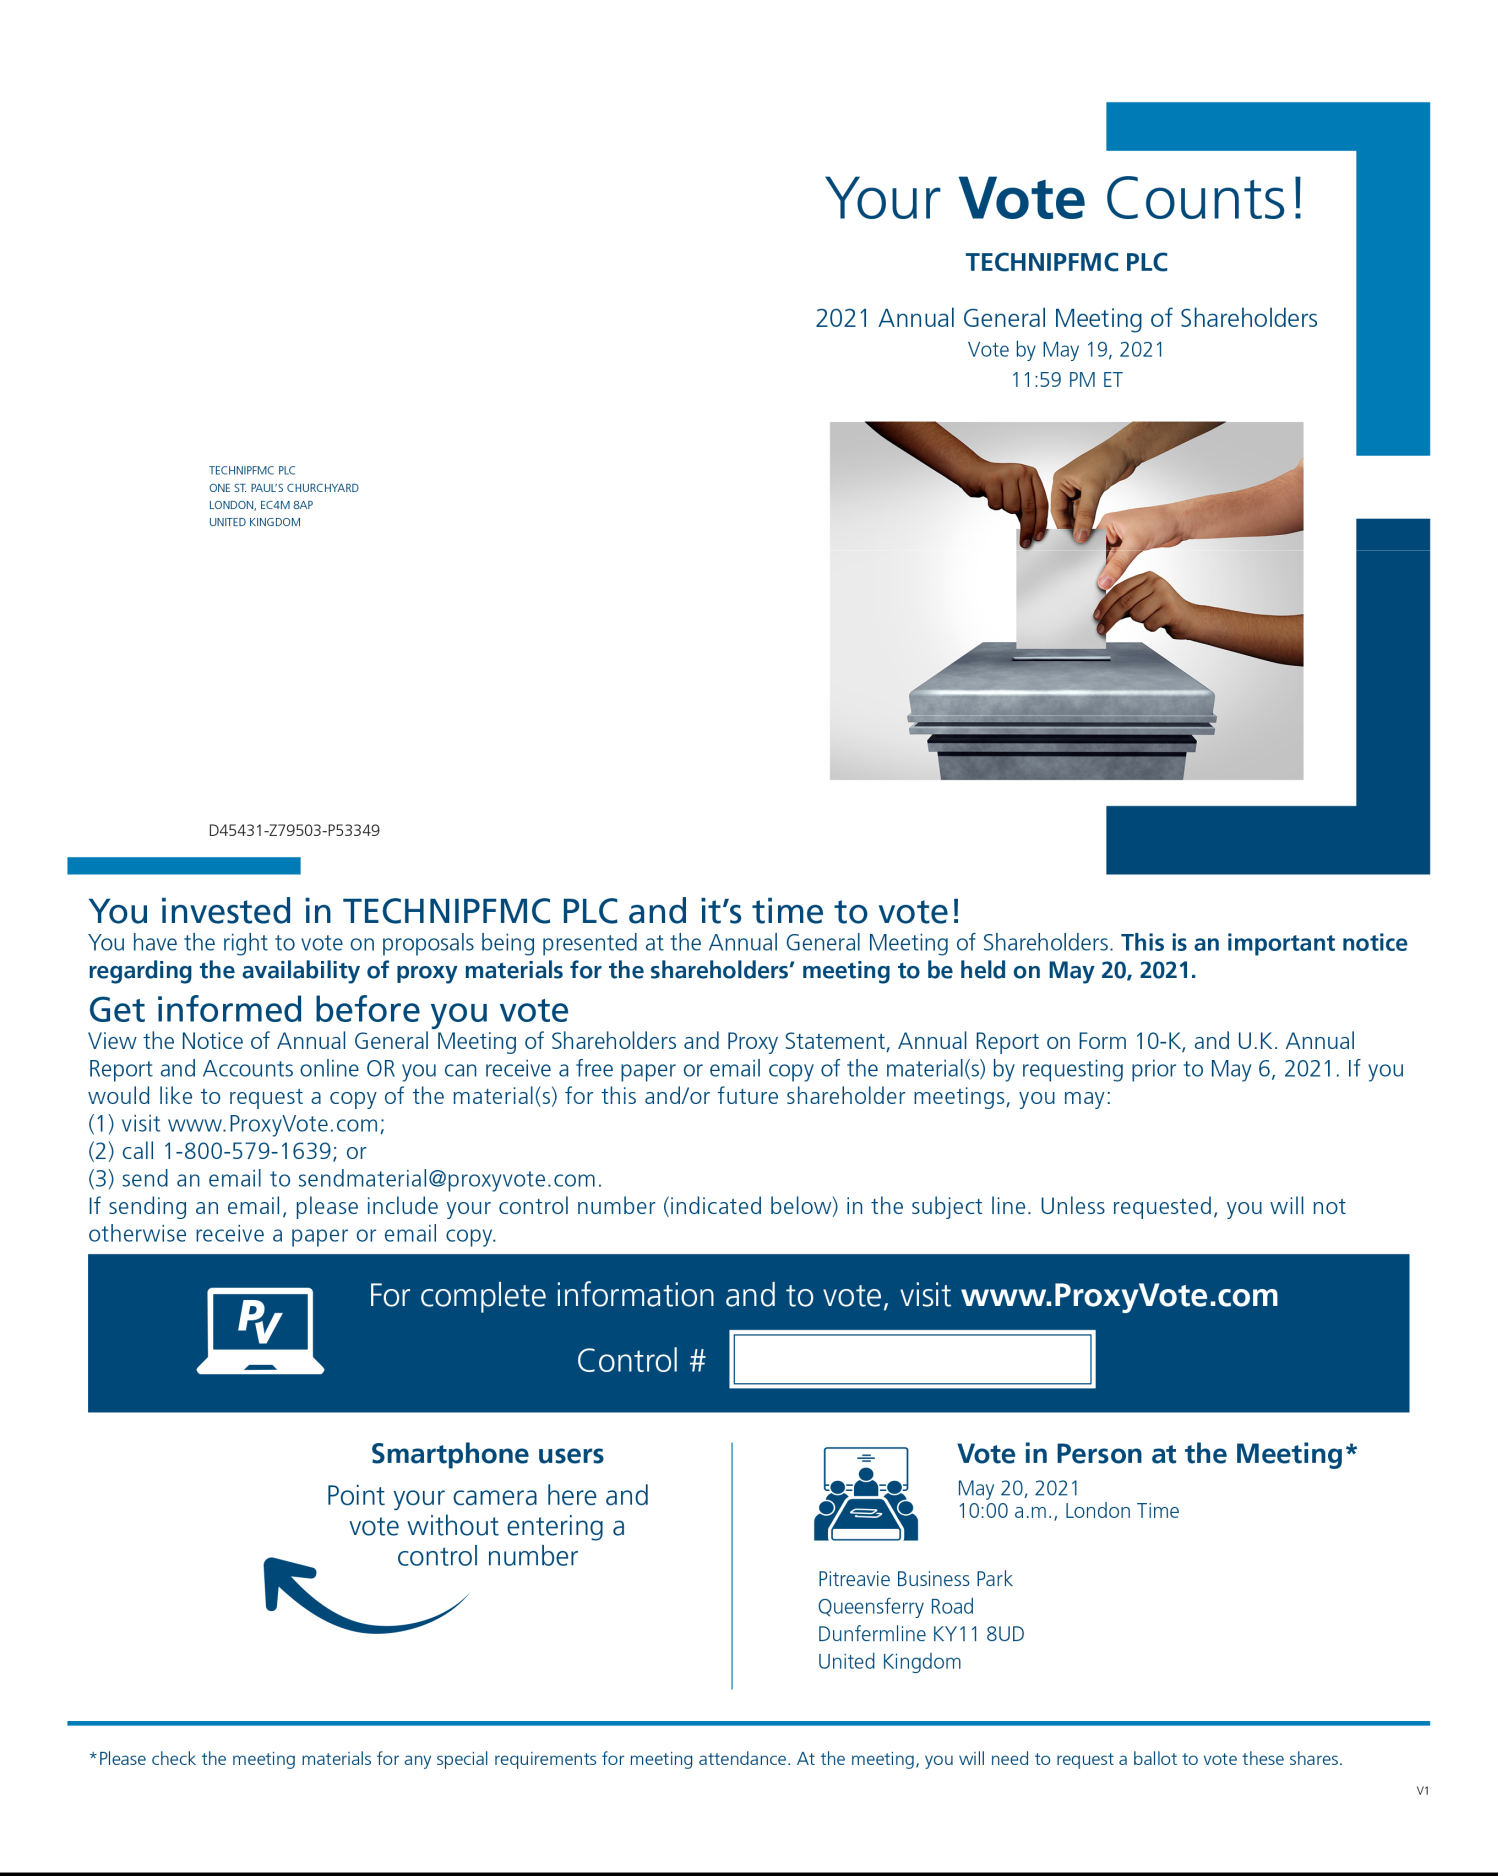 Your Vote Counts!
TECHNIPFMC PLC
2021 Annual General Meeting of Shareholders
Vote by May 19, 2021
11:59 PM ET
TECHNIPFMC PLC
ONE ST. PAUL'S CHURCHYARD
LONDON, EC4M 8AP
UNITED KINGDOM
D45431-Z79503-P53349
You invested in TECHNIPFMC PLC and it's time to vote!
You have the right to vote on proposals being presented at the Annual General Meeting of Shareholders. This is an important notice
regarding the availability of proxy materials for the shareholders' meeting to be held on May 20, 2021.
Get informed before you vote
View the Notice of Annual General Meeting of Shareholders and Proxy Statement, Annual Report on Form 10-K, and U.K. Annual
Report and Accounts online OR you can receive a free paper or email copy of the material(s) by requesting prior to May 6, 2021. If you
would like to request a copy of the material(s) for this and/or future shareholder meetings, you may:
(1) visit www.ProxyVote.com;
(2) call 1-800-579-1639; or
(3) send an email to sendmaterial@proxyvote.com.
If sending an email, please include your control number (indicated below) in the subject line. Unless requested, you will not
otherwise receive a paper or email copy.
PV
For complete information and to vote, visit www.ProxyVote.com
Control #
Smartphone users
Point your camera here and
vote without entering a
control number
Vote in Person at the Meeting*
May 20, 2021
10:00 a.m., London Time
Pitreavie Business Park
Queensferry Road
Dunfermline KY11 8UD
United Kingdom
*Please check the meeting materials for any special requirements for meeting attendance. At the meeting, you will need to request a ballot to vote these shares.
V1